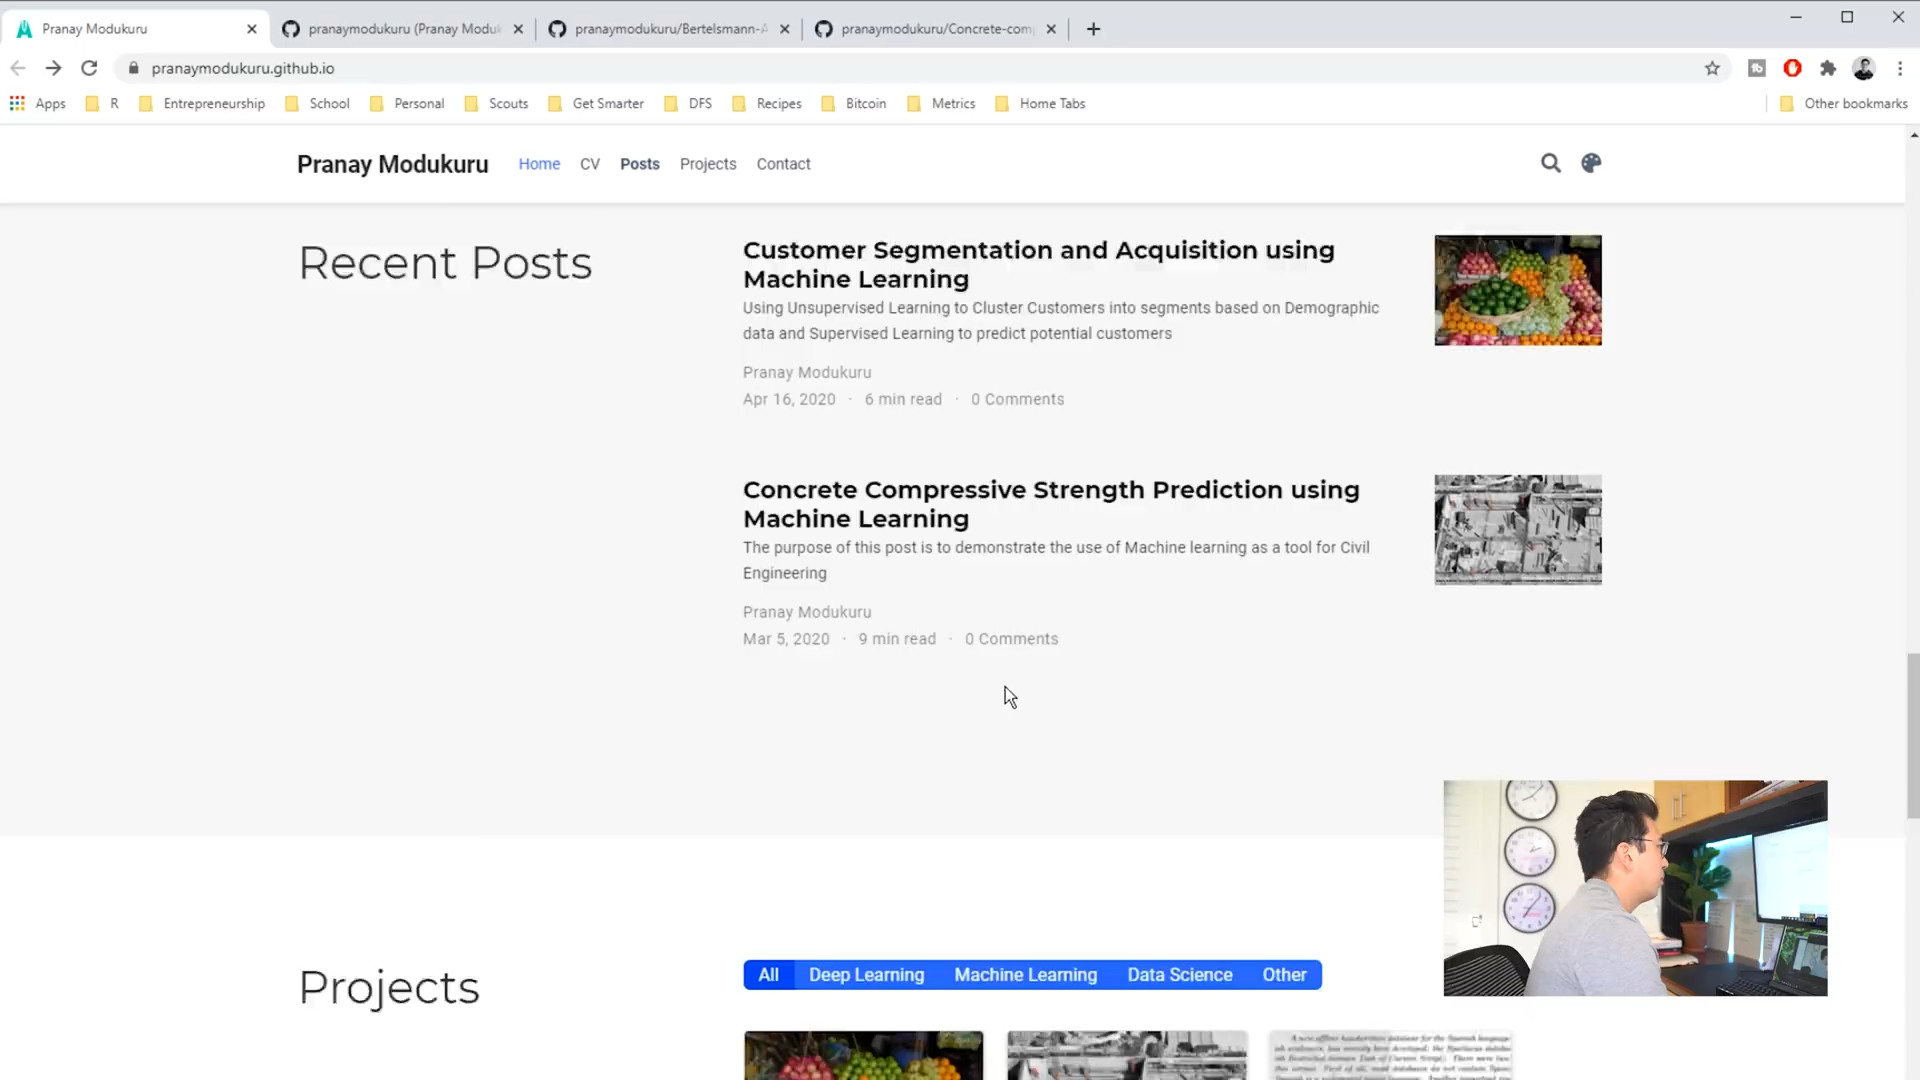 Pranay Modukuru
pranaymodukuru (Pranay Moduk
pranaymodukuru/Bertelsmann-A
pranaymodukuru/Concrete-com
pranaymodukuru.github.io
Apps
R
Entrepreneurship
School
Personal
Scouts
Get Smarter
DFS
Recipes
Bitcoin
Metrics
Home Tabs
Other bookmarks
Pranay Modukuru
Home
CV
Posts
Projects
Contact
Recent Posts
Customer Segmentation and Acquisition using
Machine Learning
Using Unsupervised Learning to Cluster Customers into segments based on Demographic
data and Supervised Learning to predict potential customers
Pranay Modukuru
Apr 16, 2020 · 6 min read · 0 Comments
Concrete Compressive Strength Prediction using
Machine Learning
The purpose of this post is to demonstrate the use of Machine learning as a tool for Civil
Engineering
Pranay Modukuru
Mar 5, 2020 · 9 min read · 0 Comments
Projects
All
Deep Learning
Machine Learning
Data Science
Other